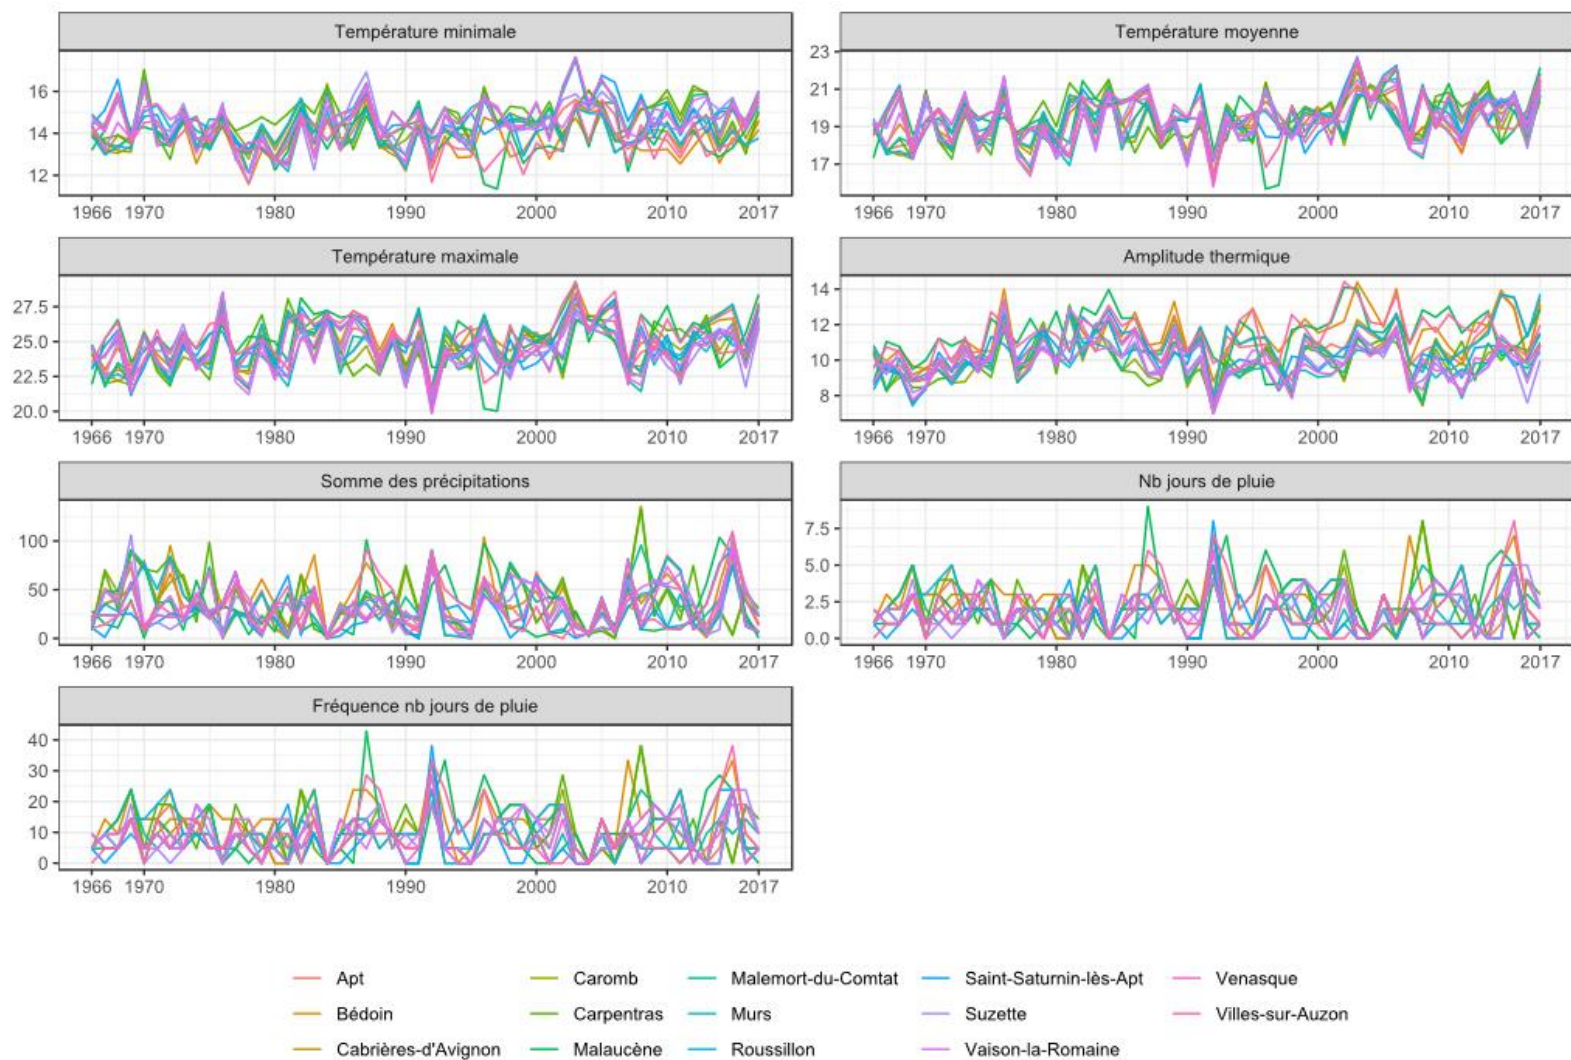 Température minimale
16
14
12
1966 1970 1980 1990 2000 2010 2017
Température moyenne
23
21
19
17
1966 1970 1980 1990 2000 2010 2017
Température maximale
27.5
25.0
22.5
20.0
1966 1970 1980 1990 2000 2010 2017
Amplitude thermique
14
12
10
8
1966 1970 1980 1990 2000 2010 2017
Somme des précipitations
100
50
0
1966 1970 1980 1990 2000 2010 2017
Nb jours de pluie
7.5
5.0
2.5
0.0
1966 1970 1980 1990 2000 2010 2017
Fréquence nb jours de pluie
40
30
20
10
0
1966 1970 1980 1990 2000 2010 2017
Apt
Bédoin
Cabrières-d'Avignon
Caromb
Carpentras
Malaucène
Malemort-du-Comtat
Murs
Roussillon
Saint-Saturnin-lès-Apt
Suzette
Vaison-la-Romaine
Venasque
Villes-sur-Auzon